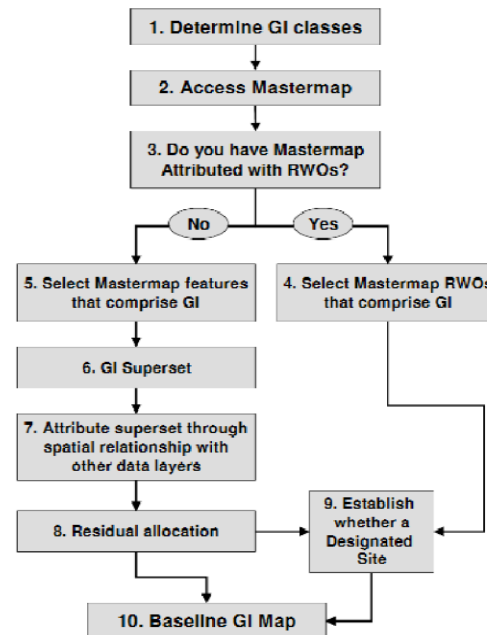 1. Determine GI classes
2. Access Mastermap
3. Do you have Mastermap
Attributed with RWOs?
No
Yes
5. Select Mastermap features
that comprise GI
4. Select Mastermap RWOs
that comprise GI
6. GI Superset
7. Attribute superset through
spatial relationship with
other data layers
8. Residual allocation
9. Establish
whether a
Designated
Site
10. Baseline GI Map